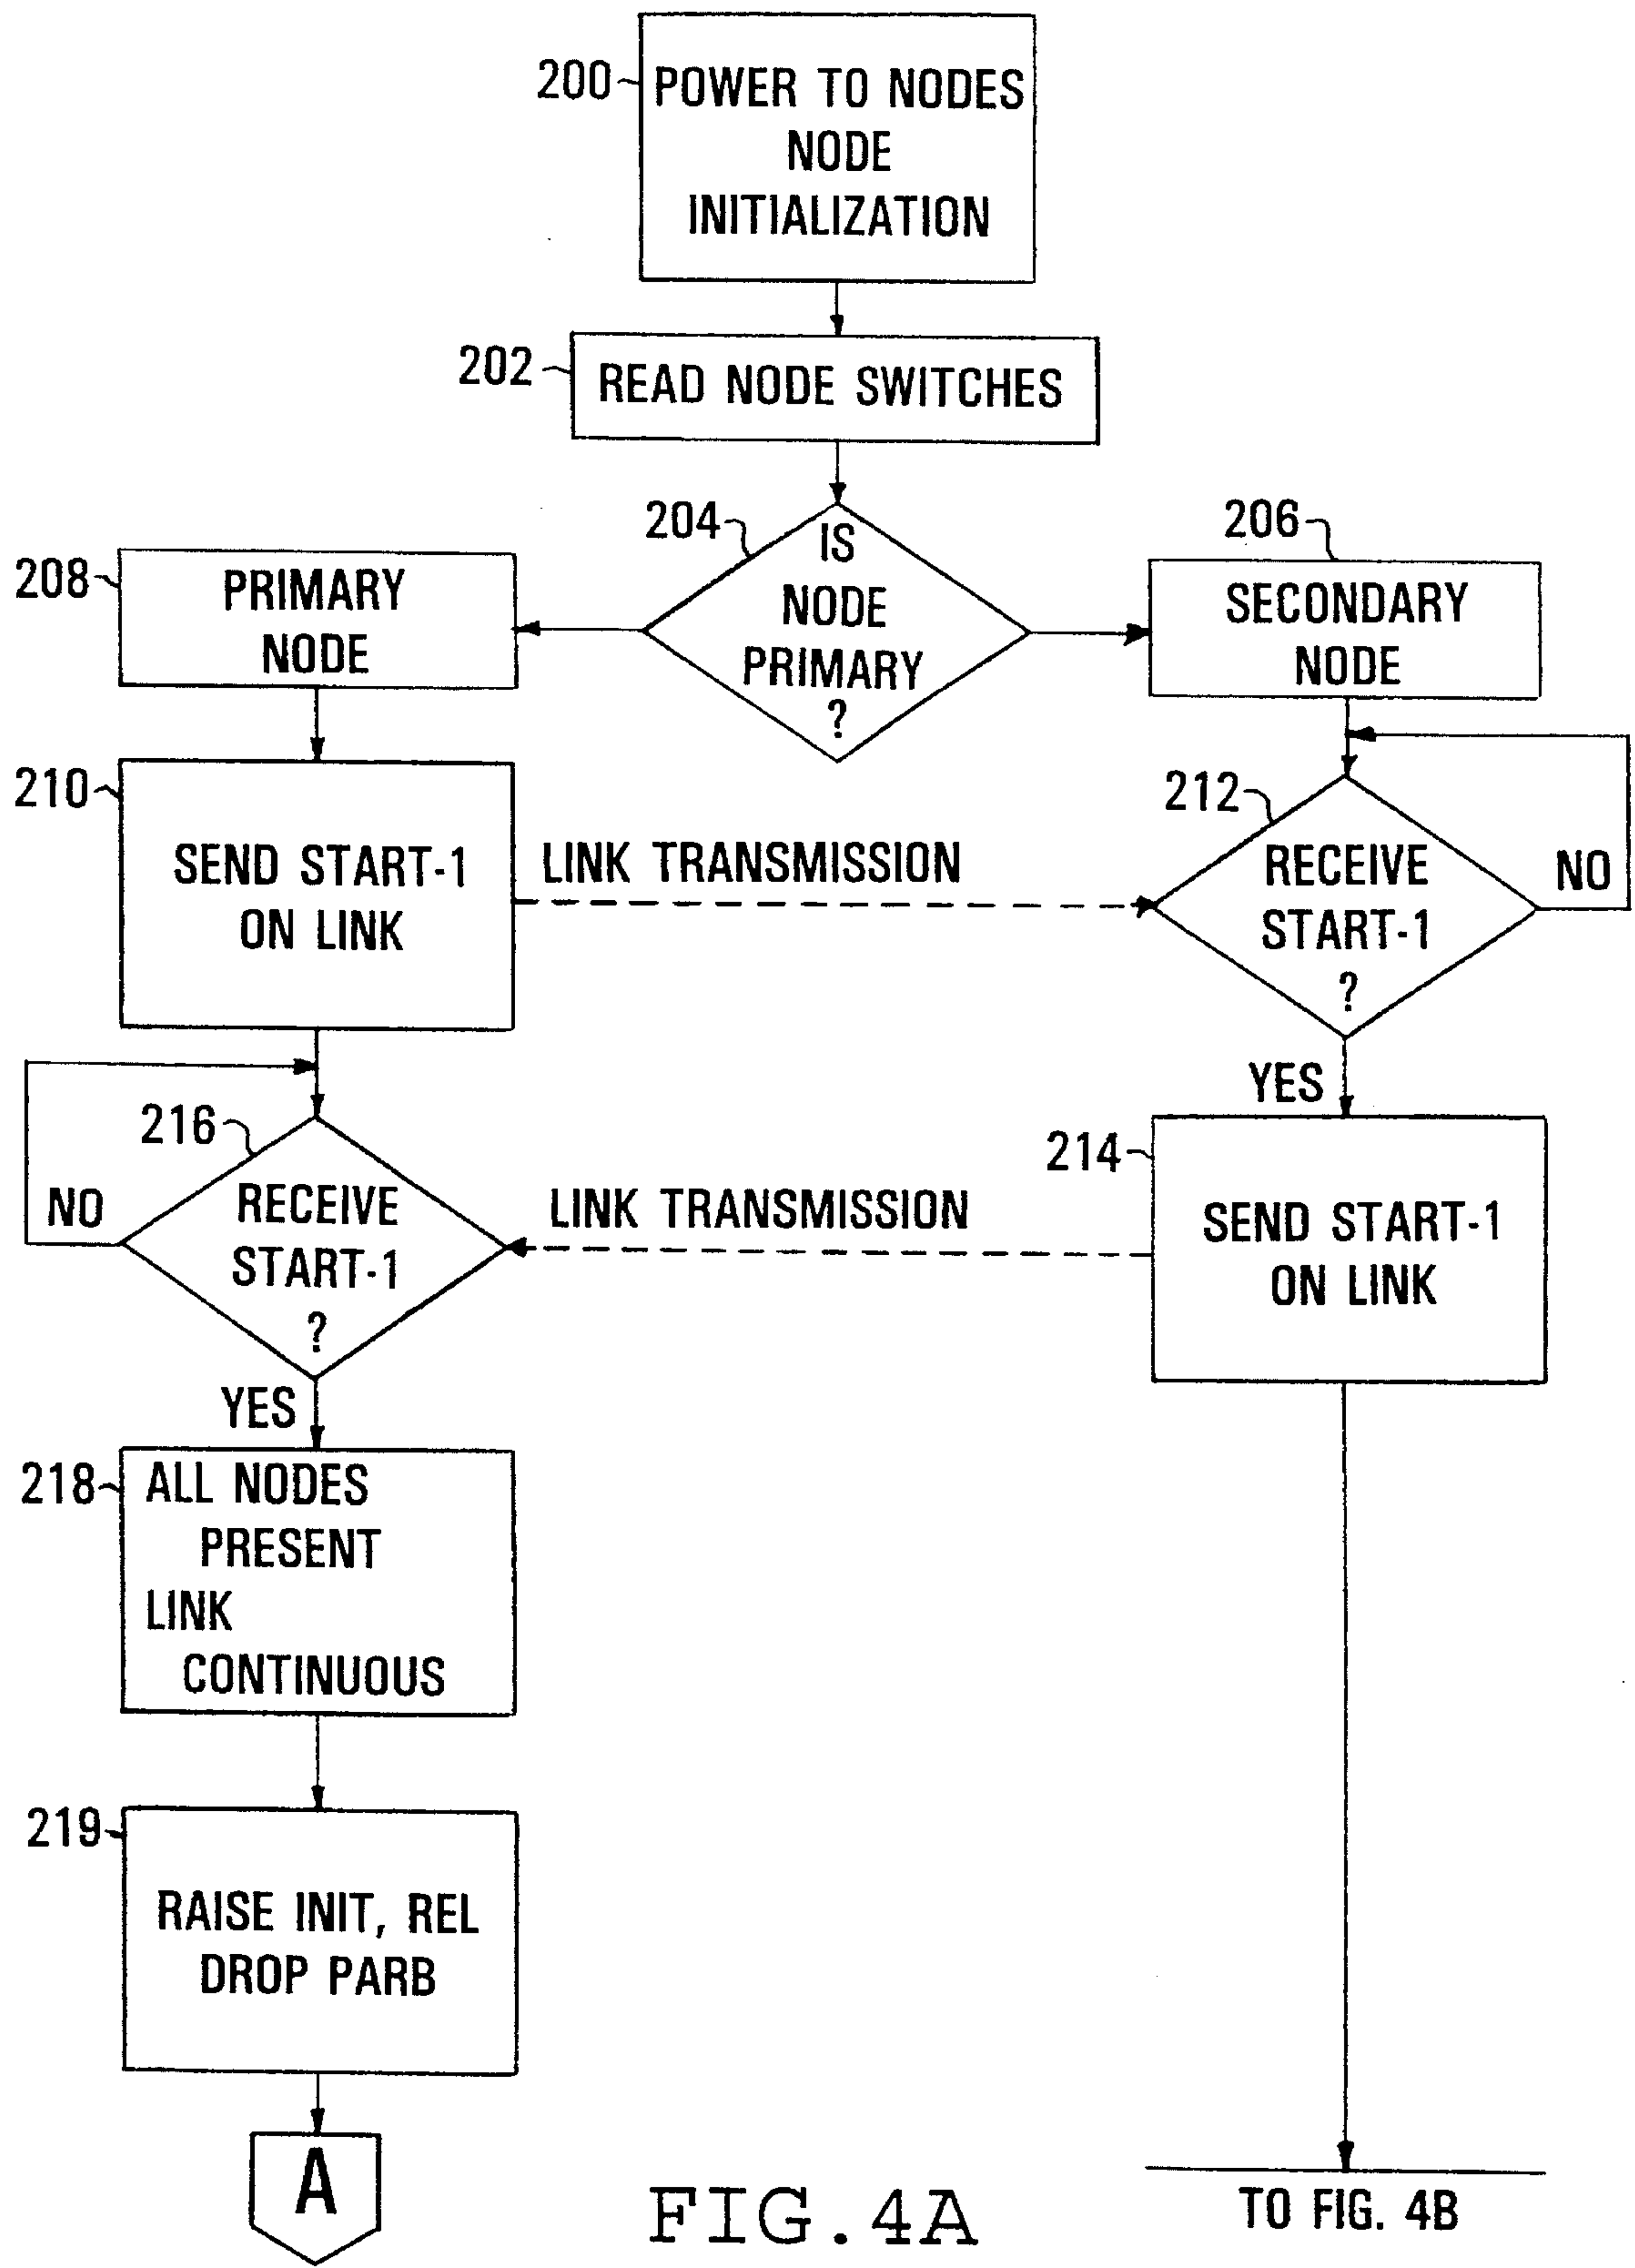 200
POWER TO NODES
NODE
INITIALIZATION
202
READ NODE SWITCHES
204
IS
NODE
PRIMARY
?
206
SECONDARY
NODE
208
PRIMARY
NODE
210
SEND START-1
ON LINK
LINK TRANSMISSION
212
RECEIVE
START-1
?
NO
YES
216
RECEIVE
START-1
?
NO
LINK TRANSMISSION
214
SEND START-1
ON LINK
YES
218
ALL NODES
PRESENT
LINK
CONTINUOUS
219
RAISE INIT, REL
DROP PARB
A
FIG.4A
TO FIG. 4B